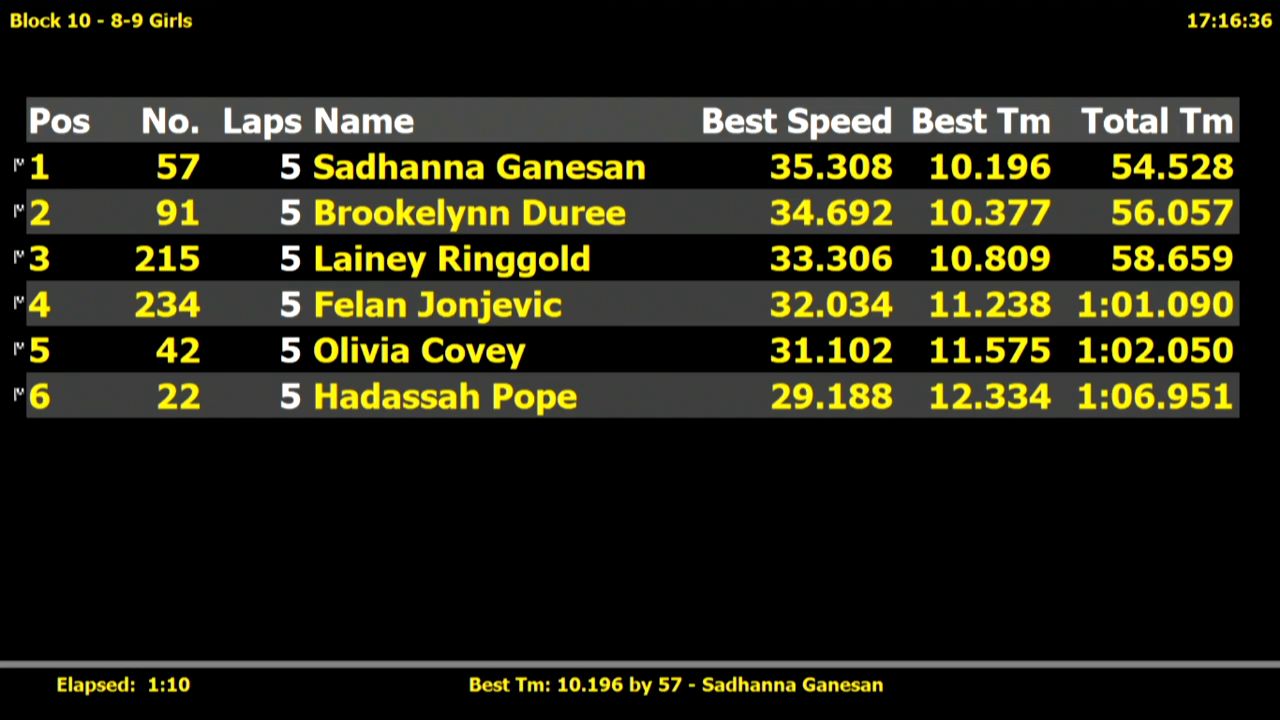 Block 10 - 8-9 Girls 17:16:36
Pos No. Laps Name Best Speed Best Tm Total Tm
1 57 5 Sadhanna Ganesan 35.308 10.196 54.528
2 91 5 Brookelynn Duree 34.692 10.377 56.057
3 215 5 Lainey Ringgold 33.306 10.809 58.659
4 234 5 Felan Jonjevic 32.034 11.238 1:01.090
5 42 5 Olivia Covey 31.102 11.575 1:02.050
6 22 5 Hadassah Pope 29.188 12.334 1:06.951
Elapsed: 1:10 Best Tm: 10.196 by 57 - Sadhanna Ganesan